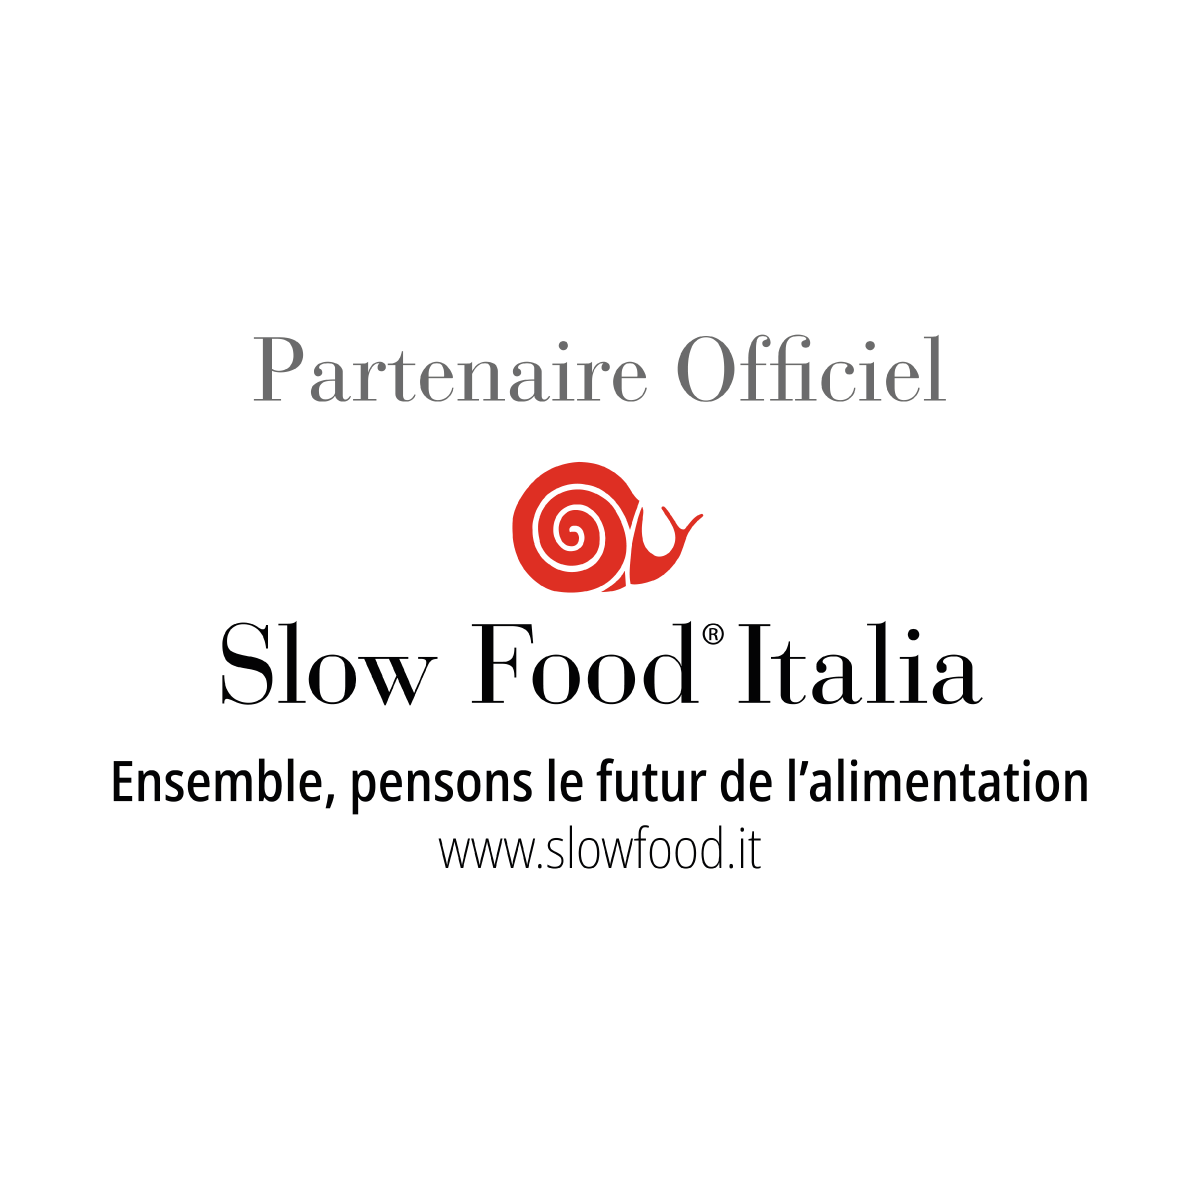 Partenaire Officiel
Slow Food® Italia
Ensemble, pensons le futur de l’alimentation
www.slowfood.it